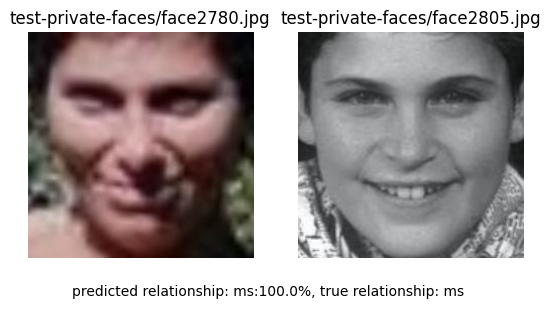 test-private-faces/face2780.jpg
test-private-faces/face2805.jpg
predicted relationship: ms:100.0%, true relationship: ms